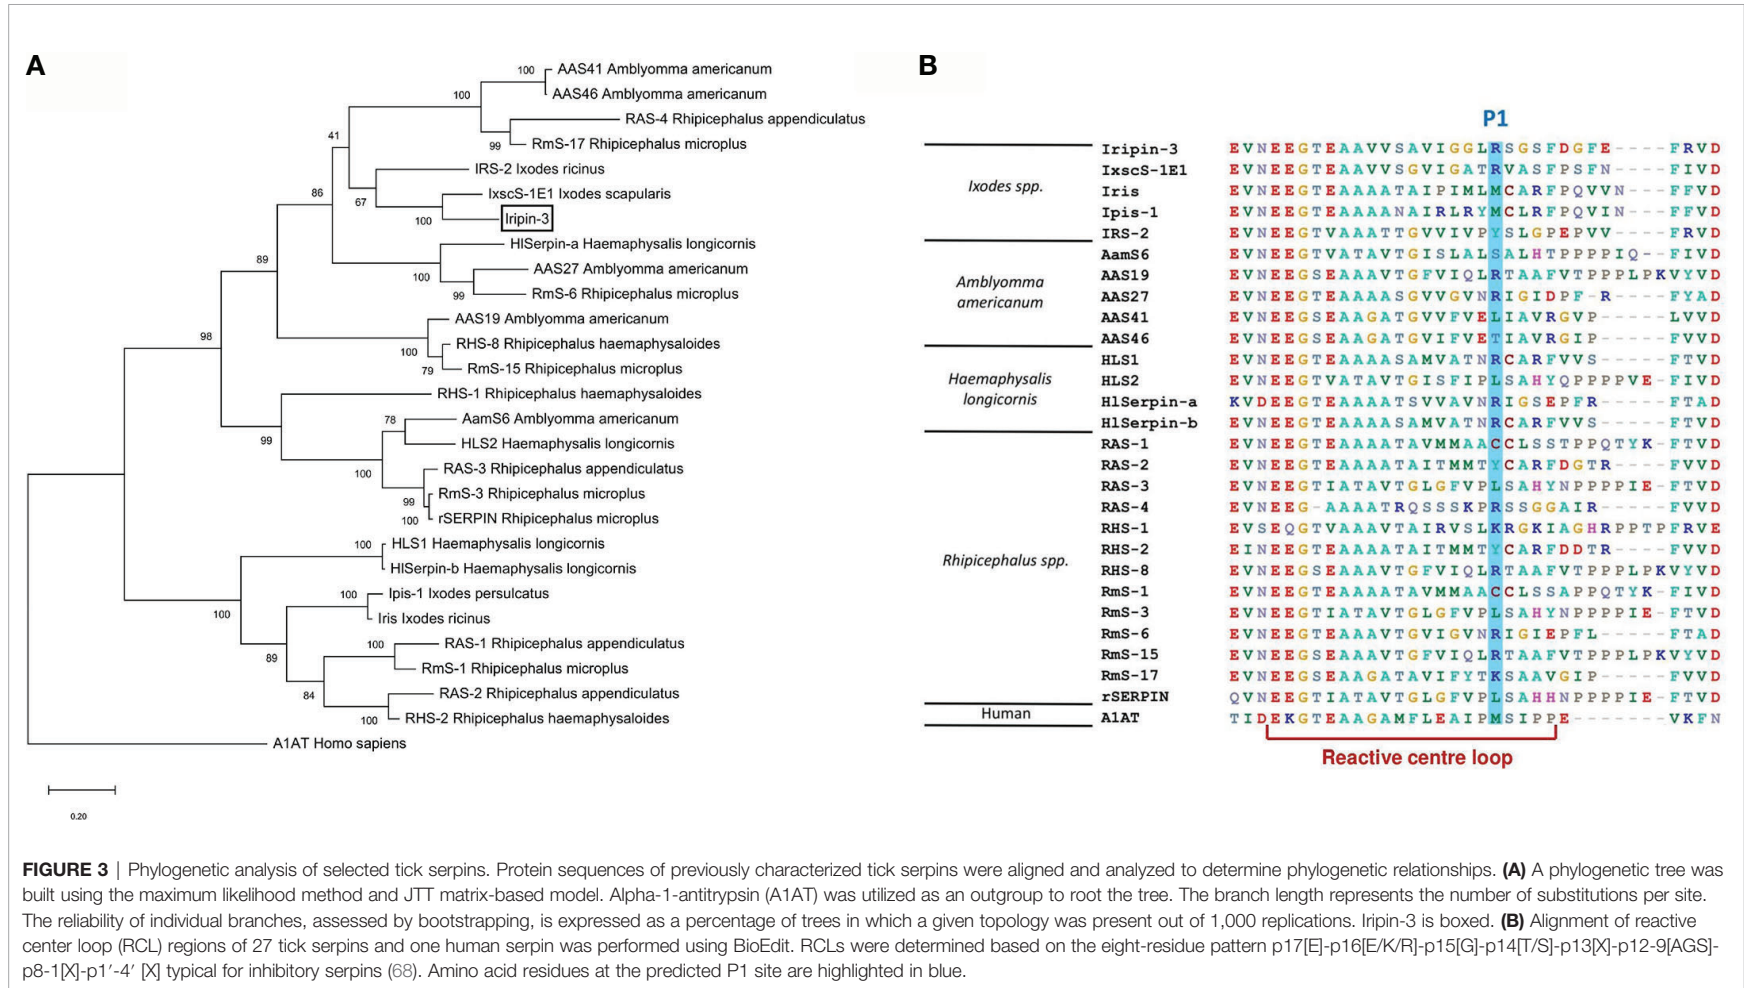 A
100
AAS41 Amblyomma americanum
AAS46 Amblyomma americanum
100
RAS-4 Rhipicephalus appendiculatus
99
RmS-17 Rhipicephalus microplus
41
IRS-2 Ixodes ricinus
67
IxscS-1E1 Ixodes scapularis
100
Iripin-3
86
HlSerpin-a Haemaphysalis longicornis
100
AAS27 Amblyomma americanum
99
RmS-6 Rhipicephalus microplus
89
AAS19 Amblyomma americanum
100
RHS-8 Rhipicephalus haemaphysaloides
79
RmS-15 Rhipicephalus microplus
98
RHS-1 Rhipicephalus haemaphysaloides
99
78
AamS6 Amblyomma americanum
HLS2 Haemaphysalis longicornis
100
RAS-3 Rhipicephalus appendiculatus
99
RmS-3 Rhipicephalus microplus
100
rSERPIN Rhipicephalus microplus
100
HLS1 Haemaphysalis longicornis
HlSerpin-b Haemaphysalis longicornis
100
100
Ipis-1 Ixodes persulcatus
Iris Ixodes ricinus
89
100
RAS-1 Rhipicephalus appendiculatus
RmS-1 Rhipicephalus microplus
84
RAS-2 Rhipicephalus appendiculatus
100
RHS-2 Rhipicephalus haemaphysaloides
A1AT Homo sapiens
0.20
B
P1
Ixodes spp.
Amblyomma
americanum
Haemaphysalis
longicornis
Rhipicephalus spp.
Human
Iripin-3 EVNEEGTEAAVVSAVIGGLRSGSFDGFE----FRVD
IxscS-1E1 EVNEEGTEAAAVSGVIGATRVASFPSFN----FIVD
Iris EVNEEGTEAAAATAIPIMLMCARFPQVVN---FFVD
Ipis-1 EVNEEGTEAAAANAIRLRYMCLRFPQVIN---FFVD
IRS-2 EVNEEGTEAAATTGVVIVPYSLGPEPVV----FRVD
AamS6 EVNEEGTVATAVTGISLALSALHTPPPPIQ--FIVD
AAS19 EVNEEGSEAAAVTGFVIQLRTAAFVTPPPLPKVYVD
AAS27 EVNEEGTEAAAASGVVGVNRIGIDPF-R----FYAD
AAS41 EVNEEGSEAAGATGVVFVELIAVRGVP-----LVVD
AAS46 EVNEEGSEAAGATGVIFVETIAVRGIP-----FVVD
HLS1 EVNEEGTEAAAASAMVATNRCARFVVS-----FTVD
HLS2 EVNEEGTVATAVTGISFIPLSAHYQPPPPVE-FIVD
HlSerpin-a KVDEEGTEAAAATSVVAVNRIGSEPFR-----FTAD
HlSerpin-b EVNEEGTEAAAASAMVATNRCARFVVS-----FTVD
RAS-1 EVNEEGTEAAAATAVMMAACCLSSTPPQTYK-FTVD
RAS-2 EVNEEGTEAAAATAITMMTYCARFDGTR----FVVD
RAS-3 EVNEEGTIATAVTGLGFVPLSAHYNPPPPIE-FTVD
RAS-4 EVNEEG-AAAATRQSSSKPRSSGGAIR-----FVVD
RHS-1 EVSEQGTVAAAVTAIRVSLKRGKIAGHRPPTPFRVE
RHS-2 EINEEGTEAAAATAITMMTYCARFDDTR----FVVD
RHS-8 EVNEEGSEAAAVTGFVIQLRTAAFVTPPPLPKVYVD
RmS-1 EVNEEGTEAAAATAVMMAACCLSSAPPQTYK-FIVD
RmS-3 EVNEEGTIATAVTGLGFVPLSAHYNPPPPIE-FTVD
RmS-6 EVNEEGTEAAAVTGVIGVNRIGIEPFL-----FTAD
RmS-15 EVNEEGSEAAAVTGFVIQLRTAAFVTPPPLPKVYVD
RmS-17 EVNEEGSEAAGATAVIFYTKSAAVGIP-----FVVD
rSERPIN QVNEEGTIATAVTGLGFVPLSAHHNPPPPIE-FTVD
A1AT TIDEKGTEAAGAMFLEAIPMSIPPE-------VKFN
Reactive centre loop
FIGURE 3 | Phylogenetic analysis of selected tick serpins. Protein sequences of previously characterized tick serpins were aligned and analyzed to determine phylogenetic relationships. (A) A phylogenetic tree was
built using the maximum likelihood method and JTT matrix-based model. Alpha-1-antitrypsin (A1AT) was utilized as an outgroup to root the tree. The branch length represents the number of substitutions per site.
The reliability of individual branches, assessed by bootstrapping, is expressed as a percentage of trees in which a given topology was present out of 1,000 replications. Iripin-3 is boxed. (B) Alignment of reactive
center loop (RCL) regions of 27 tick serpins and one human serpin was performed using BioEdit. RCLs were determined based on the eight-residue pattern p17[E]-p16[E/K/R]-p15[G]-p14[T/S]-p13[X]-p12-9[AGS]-
p8-1[X]-p1′-4′ [X] typical for inhibitory serpins (68). Amino acid residues at the predicted P1 site are highlighted in blue.